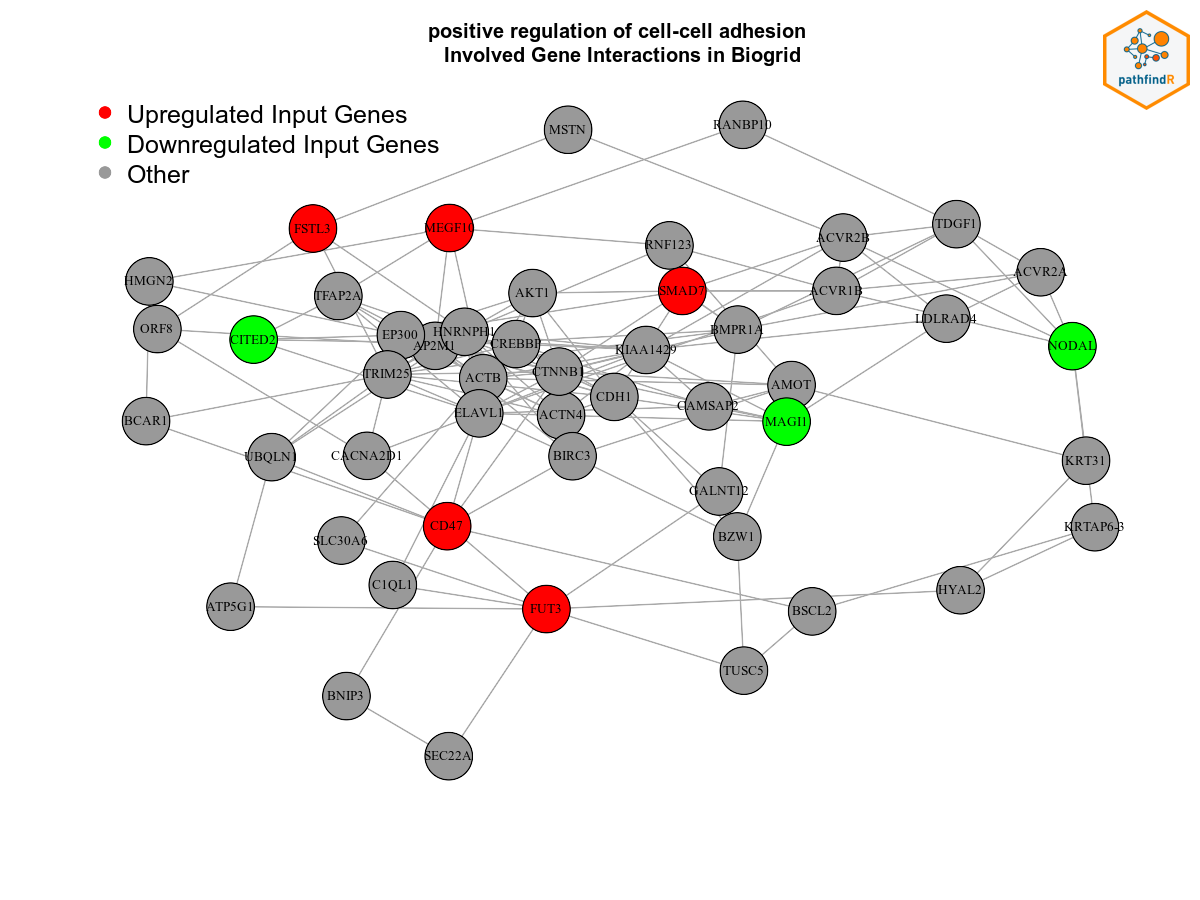 positive regulation of cell-cell adhesion
Involved Gene Interactions in Biogrid
pathfindR
Upregulated Input Genes
Downregulated Input Genes
Other
MSTN
RANBP10
FSTL3
MEGF10
TDGF1
ACVR2B
RNF123
ACVR2A
HMGN2
TFAP2A
AKT1
SMAD7
ACVR1B
LDLRAD4
ORF8
CITED2
EP300
AP2M1
HNRNPH1
CREBBP
KIAA1429
BMPR1A
NODAL
TRIM25
ACTB
CTNNB1
CDH1
AMOT
CAMSAP2
BCAR1
ELAVL1
ACTN4
MAGI1
UBQLN1
CACNA2D1
BIRC3
KRT31
GALNT12
CD47
KRTAP6-3
SLC30A6
BZW1
C1QL1
HYAL2
ATP5G1
FUT3
BSCL2
TUSC5
BNIP3
SEC22A